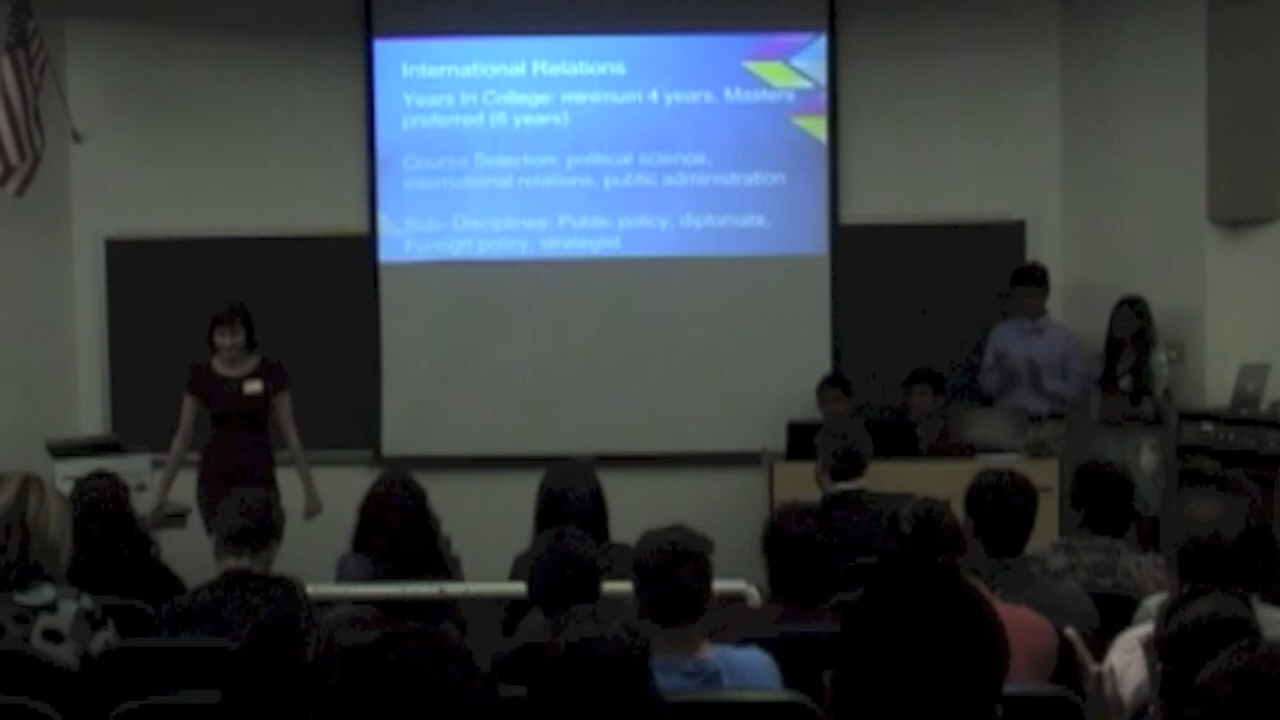 International Relations
Years In College: minimum 4 years, Masters
preferred (6 years)
Course Selection: political science,
international relations, public administration
Sub- Disciplines: Public policy, diplomats,
Foreign policy, strategist